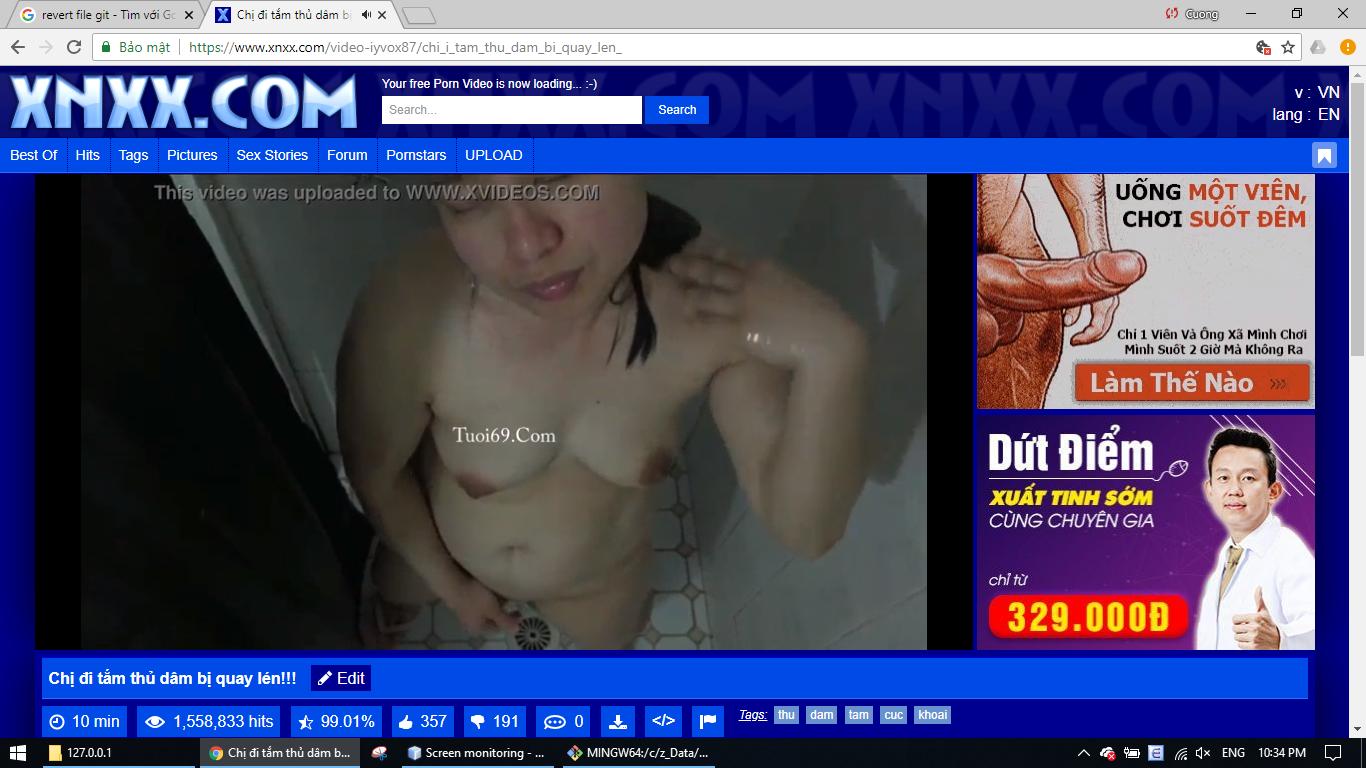 revert file git - Tìm với Go
Chị đi tắm thủ dâm bị
Cuong
Bảo mật
https://www.xnxx.com/video-iyvox87/chi_i_tam_thu_dam_bi_quay_len_
XNXX.COM
Your free Porn Video is now loading... :-)
Search...
Search
v : VN
lang : EN
Best Of
Hits
Tags
Pictures
Sex Stories
Forum
Pornstars
UPLOAD
This video was uploaded to WWW.XVIDEOS.COM
Tuoi69.Com
UỐNG MỘT VIÊN,
CHƠI SUỐT ĐÊM
Chỉ 1 Viên Và Ông Xã Mình Chơi
Mình Suốt 2 Giờ Mà Không Ra
Làm Thế Nào
Dứt Điểm
XUẤT TINH SỚM
CÙNG CHUYÊN GIA
chỉ từ
329.000Đ
Chị đi tắm thủ dâm bị quay lén!!!
Edit
10 min
1,558,833 hits
99.01%
357
191
0
</>
Tags: thu dam tam cuc khoai
127.0.0.1
Chị đi tắm thủ dâm b...
Screen monitoring - ...
MINGW64:/c/z_Data/...
ENG
10:34 PM